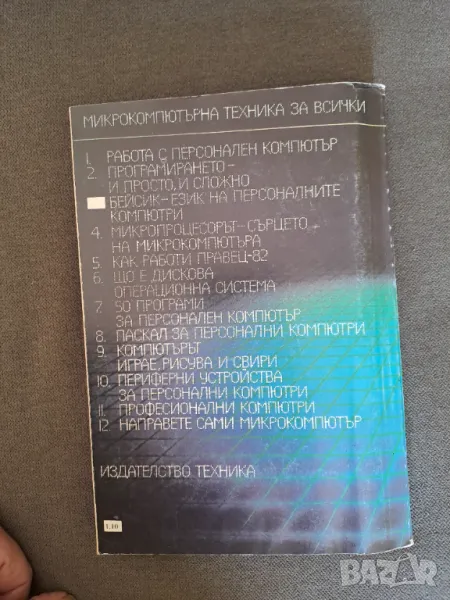 МИКРОКОМПЮТЪРНА ТЕХНИКА ЗА ВСИЧКИ
1. РАБОТА С ПЕРСОНАЛЕН КОМПЮТЪР
2. ПРОГРАМИРАНЕТО-
И ПРОСТО, И СЛОЖНО
БЕЙСИК-ЕЗИК НА ПЕРСОНАЛНИТЕ
КОМПЮТРИ
4. МИКРОПРОЦЕСОРЪТ-СЪРЦЕТО
НА МИКРОКОМПЮТЪРА
5. КАК РАБОТИ ПРАВЕЦ-82
6. ЩО Е ДИСКОВА
ОПЕРАЦИОННА СИСТЕМА
7. 50 ПРОГРАМИ
ЗА ПЕРСОНАЛЕН КОМПЮТЪР
8. ПАСКАЛ ЗА ПЕРСОНАЛНИ КОМПЮТРИ
9. КОМПЮТЪРЪТ
ИГРАЕ, РИСУВА И СВИРИ
10. ПЕРИФЕРНИ УСТРОЙСТВА
ЗА ПЕРСОНАЛНИ КОМПЮТРИ
11. ПРОФЕСИОНАЛНИ КОМПЮТРИ
12. НАПРАВЕТЕ САМИ МИКРОКОМПЮТЪР
ИЗДАТЕЛСТВО ТЕХНИКА
1.10
BAZAR